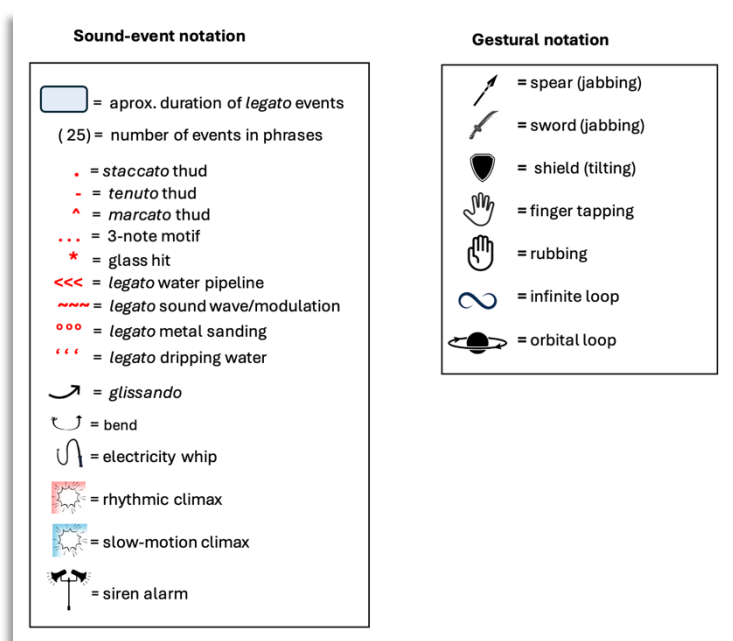 Sound-event notation
= aprox. duration of legato events
( 25) = number of events in phrases
. = staccato thud
- = tenuto thud
^ = marcato thud
... = 3-note motif
* = glass hit
<<< = legato water pipeline
~~~ = legato sound wave/modulation
°°° = legato metal sanding
‘ ‘ ‘ = legato dripping water
= glissando
= bend
= electricity whip
= rhythmic climax
= slow-motion climax
= siren alarm
Gestural notation
= spear (jabbing)
= sword (jabbing)
= shield (tilting)
= finger tapping
= rubbing
= infinite loop
= orbital loop